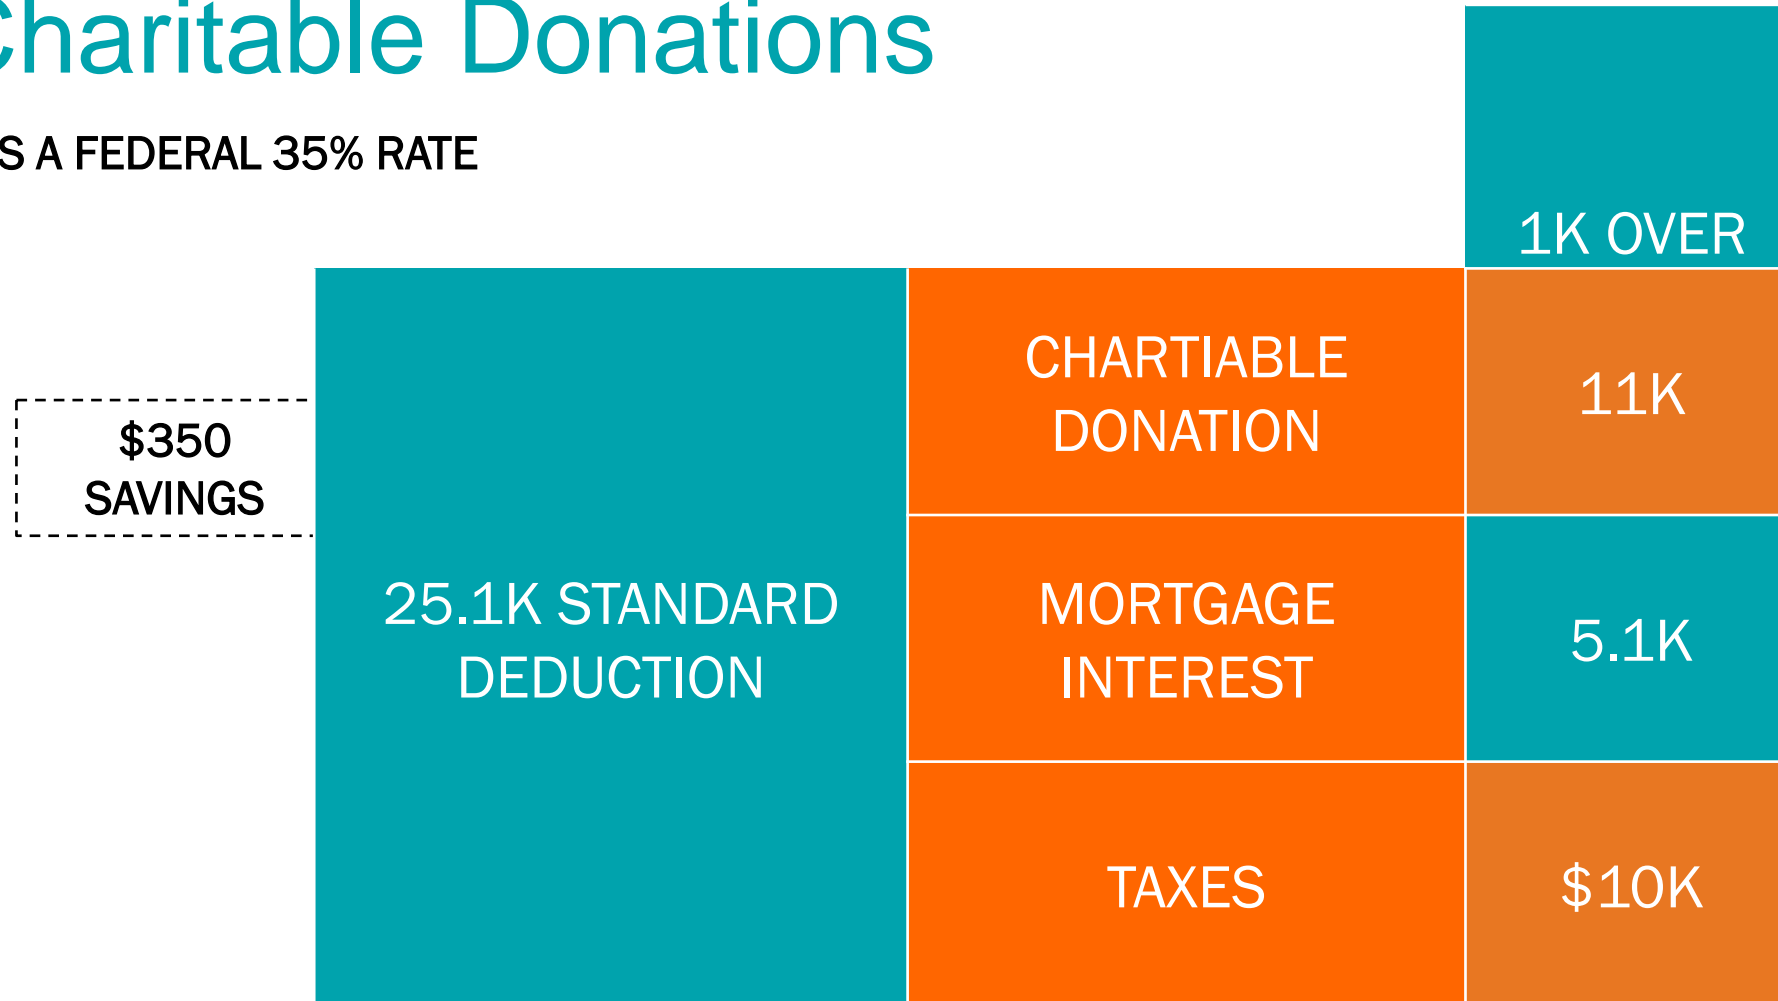 Charitable Donations
S A FEDERAL 35% RATE
1K OVER
$350
SAVINGS
25.1K STANDARD
DEDUCTION
CHARTIABLE
DONATION
11K
MORTGAGE
INTEREST
5.1K
TAXES
$10K